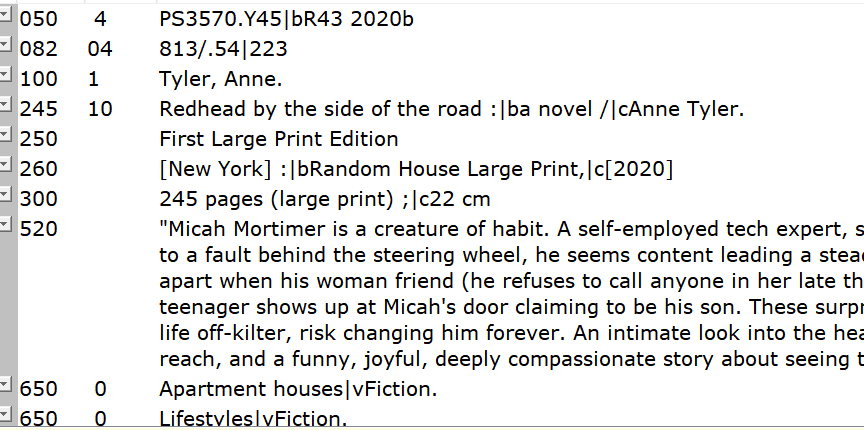 050 4 PS3570.Y45|bR43 2020b
082 04 813/.54|223
100 1 Tyler, Anne.
245 10 Redhead by the side of the road :|ba novel /|cAnne Tyler.
250 First Large Print Edition
260 [New York] :|bRandom House Large Print,|c[2020]
300 245 pages (large print) ;|c22 cm
520 "Micah Mortimer is a creature of habit. A self-employed tech expert, s
to a fault behind the steering wheel, he seems content leading a stea
apart when his woman friend (he refuses to call anyone in her late th
teenager shows up at Micah's door claiming to be his son. These surpr
life off-kilter, risk changing him forever. An intimate look into the hea
reach, and a funny, joyful, deeply compassionate story about seeing t
650 0 Apartment houses|vFiction.
650 0 Lifestyles|vFiction.